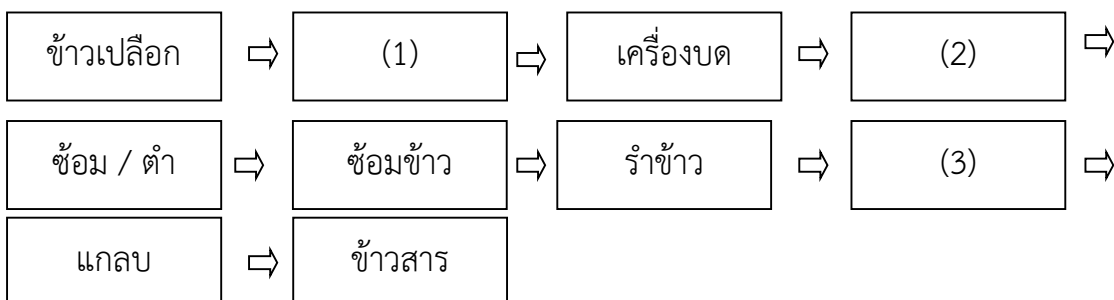 ข้าวเปลือก (1) เครื่องบด (2)
ซ้อม / ตำ ซ้อมข้าว รำข้าว (3)
แกลบ ข้าวสาร